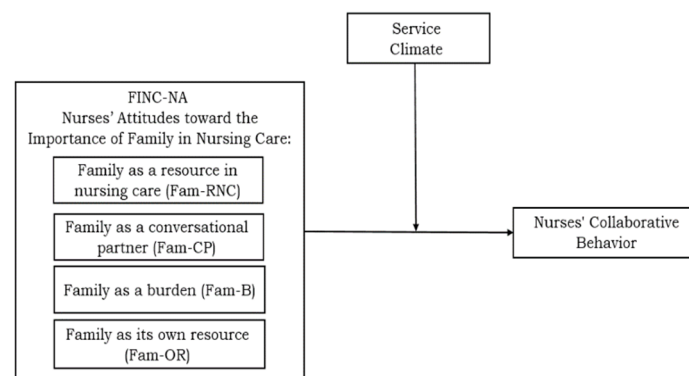 Service
Climate
FINC-NA
Nurses' Attitudes toward the
Importance of Family in Nursing Care:
Family as a resource in
nursing care (Fam-RNC)
Family as a conversational
partner (Fam-CP)
Family as a burden (Fam-B)
Family as its own resource
(Fam-OR)
Nurses' Collaborative
Behavior